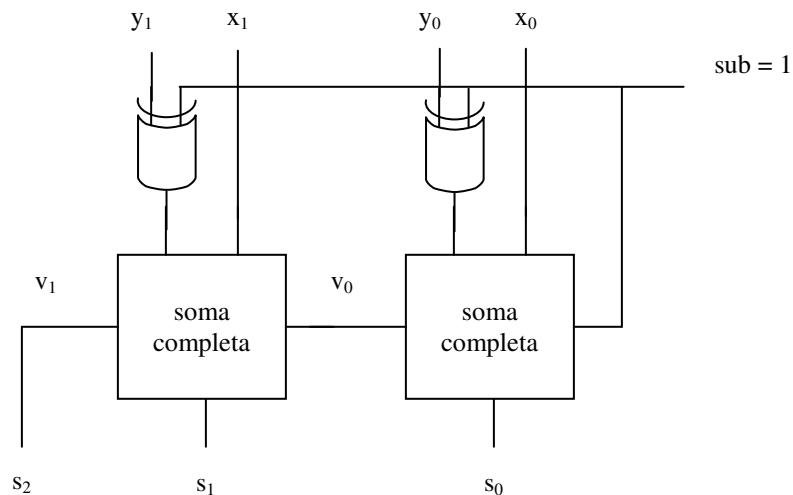 y₁ x₁ y₀ x₀
sub = 1
v₁ v₀
soma completa
soma completa
s₂ s₁ s₀